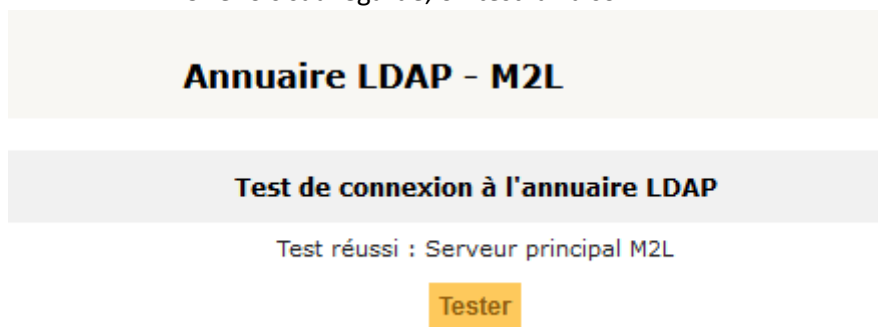 Annuaire LDAP - M2L
Test de connexion à l'annuaire LDAP
Test réussi : Serveur principal M2L
Tester